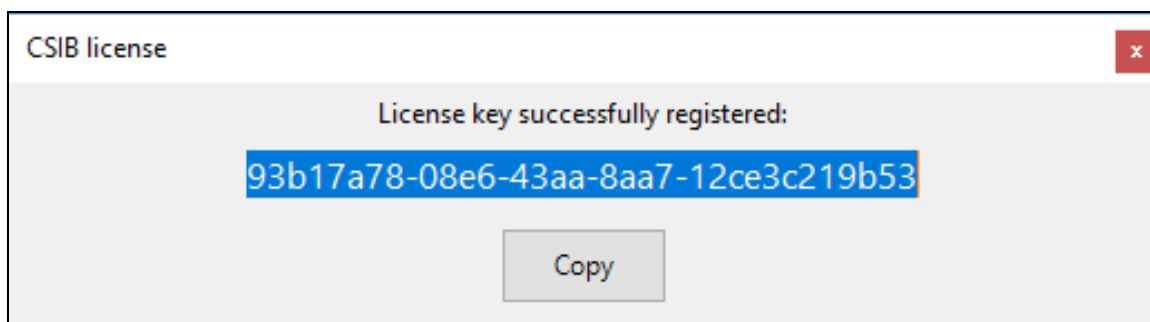 CSIB license
x
License key successfully registered:
93b17a78-08e6-43aa-8aa7-12ce3c219b53
Copy